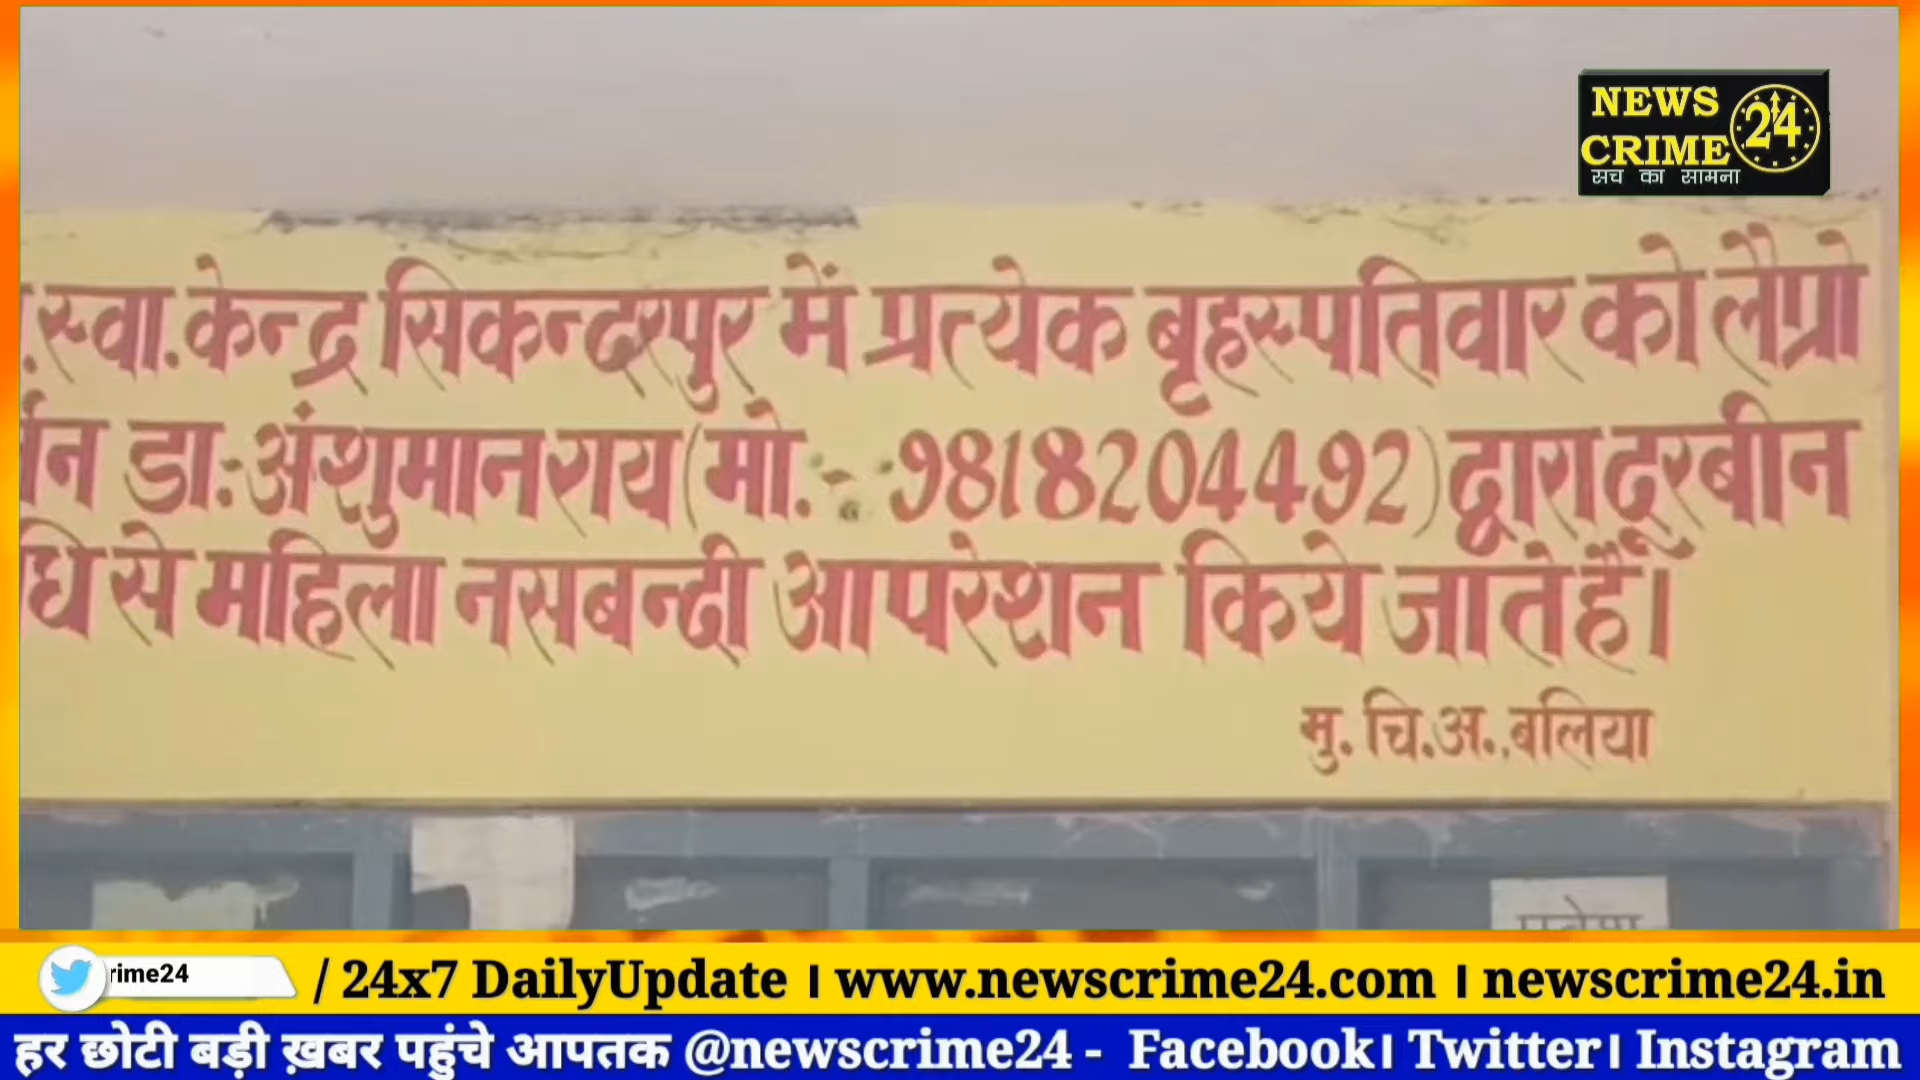 NEWS
CRIME 24
सच का सामना
.स्वा.केन्द्र सिकन्दरपुर में प्रत्येक बृहस्पतिवार को लैप्रो
र्जन डा:-अंशुमान राय (मो.- 9818204492) द्वारा दूरबीन
धि से महिला नसबन्दी आपरेशन किये जाते हैं।
मु. चि.अ. बलिया
rime24 / 24x7 DailyUpdate । www.newscrime24.com । newscrime24.in
हर छोटी बड़ी ख़बर पहुंचे आपतक @newscrime24 - Facebook। Twitter। Instagram